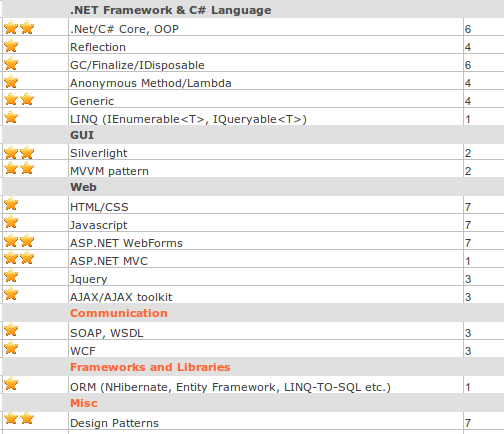 .NET Framework & C# Language
.Net/C# Core, OOP 6
Reflection 4
GC/Finalize/IDisposable 6
Anonymous Method/Lambda 4
Generic 4
LINQ (IEnumerable<T>, IQueryable<T>) 1
GUI
Silverlight 2
MVVM pattern 2
Web
HTML/CSS 7
Javascript 7
ASP.NET WebForms 7
ASP.NET MVC 1
Jquery 3
AJAX/AJAX toolkit 3
Communication
SOAP, WSDL 3
WCF 3
Frameworks and Libraries
ORM (NHibernate, Entity Framework, LINQ-TO-SQL etc.) 1
Misc
Design Patterns 7